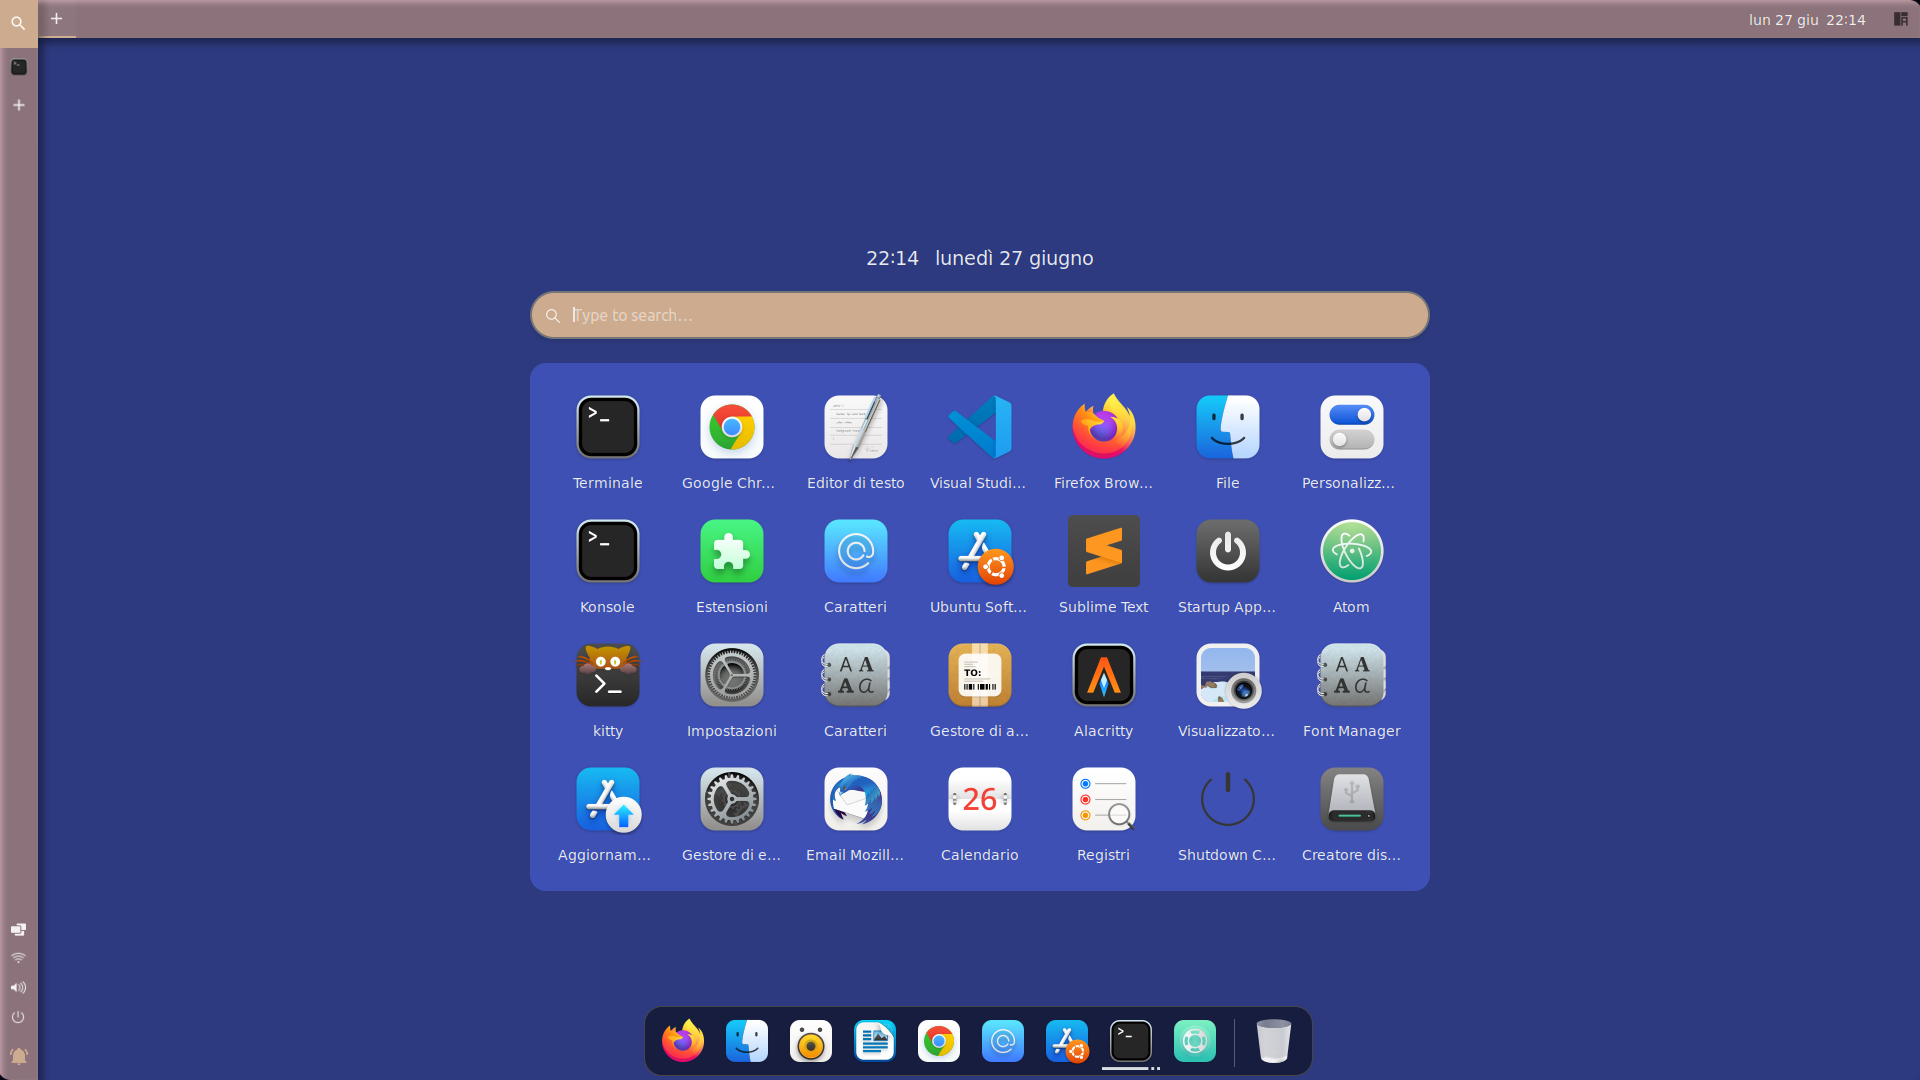 lun 27 giu 22:14
22:14 lunedì 27 giugno
Type to search...
Terminale
Google Chr...
Editor di testo
Visual Studi...
Firefox Brow...
File
Personalizz...
Konsole
Estensioni
Caratteri
Ubuntu Soft...
Sublime Text
Startup App...
Atom
A A
A a
TO:
A A
A a
kitty
Impostazioni
Caratteri
Gestore di a...
Alacritty
Visualizzato...
Font Manager
26
Aggiornam...
Gestore di e...
Email Mozill...
Calendario
Registri
Shutdown C...
Creatore dis...